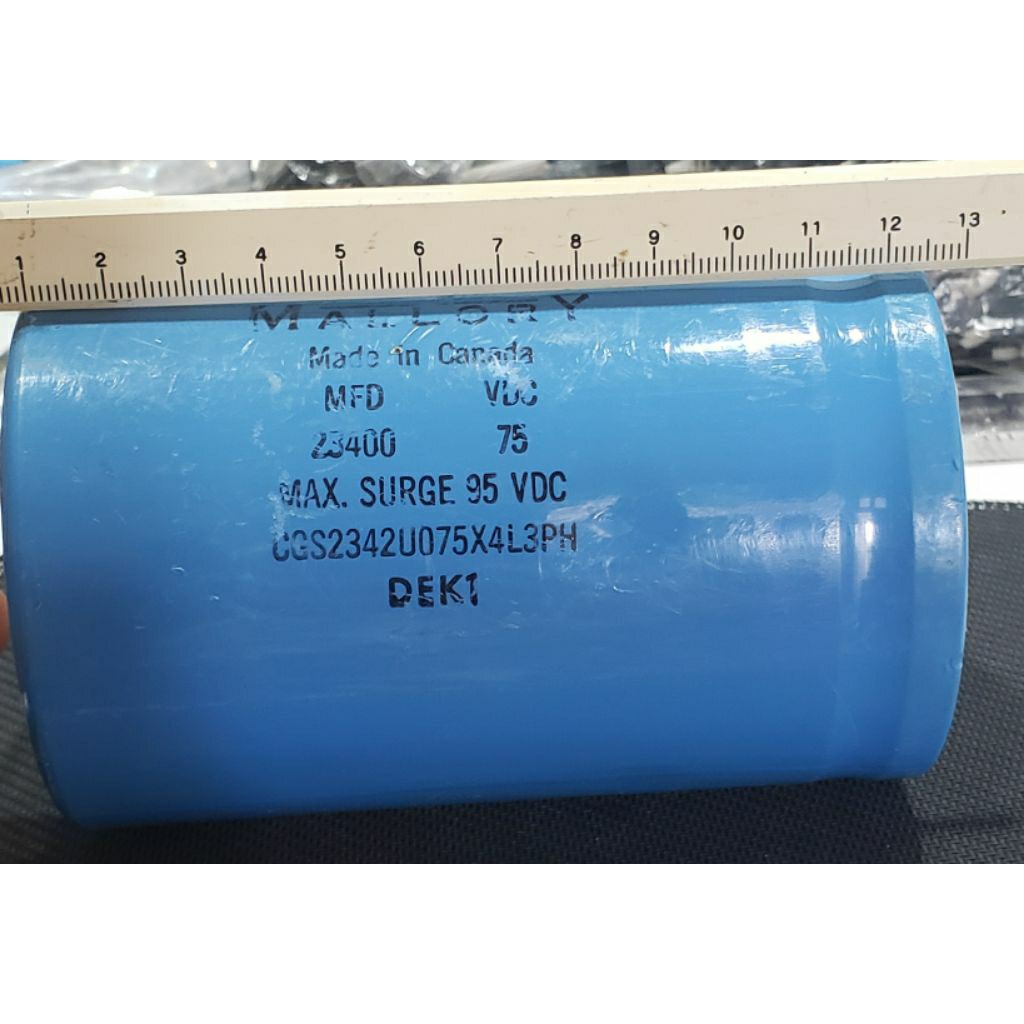 1 2 3 4 5 6 7 8 9 10 11 12 13
MALLORY
Made in Canada
MFD VDC
23400 75
MAX. SURGE 95 VDC
CGS2342U075X4L3PH
DEK1